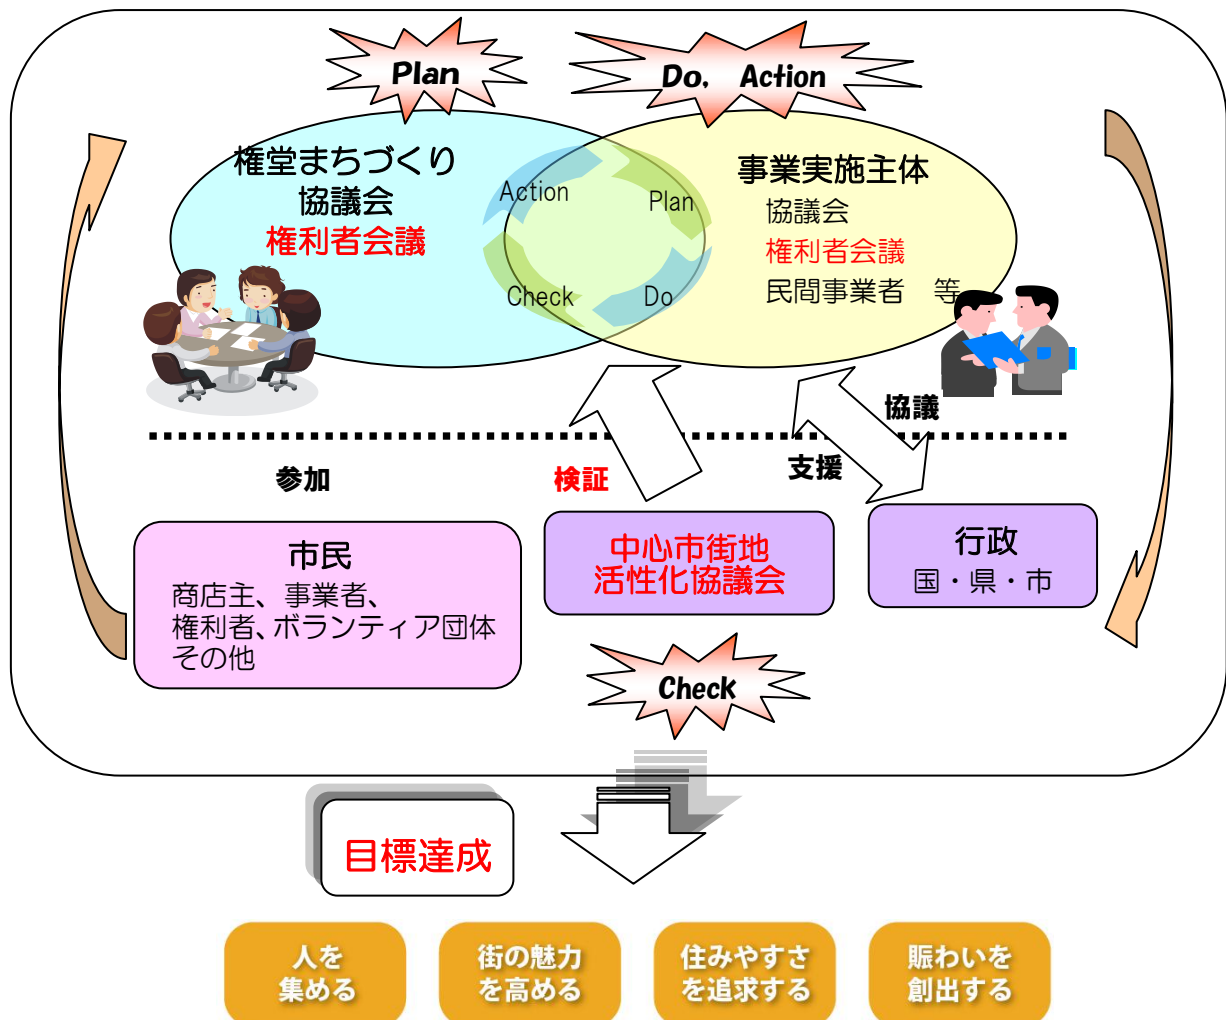 Plan
Do, Action
権堂まちづくり
協議会
権利者会議
Action
Plan
Check
Do
事業実施主体
協議会
権利者会議
民間事業者　等
協議
参加
検証
支援
市民
商店主、事業者、
権利者、ボランティア団体
その他
中心市街地
活性化協議会
行政
国・県・市
Check
目標達成
人を
集める
街の魅力
を高める
住みやすさ
を追求する
賑わいを
創出する